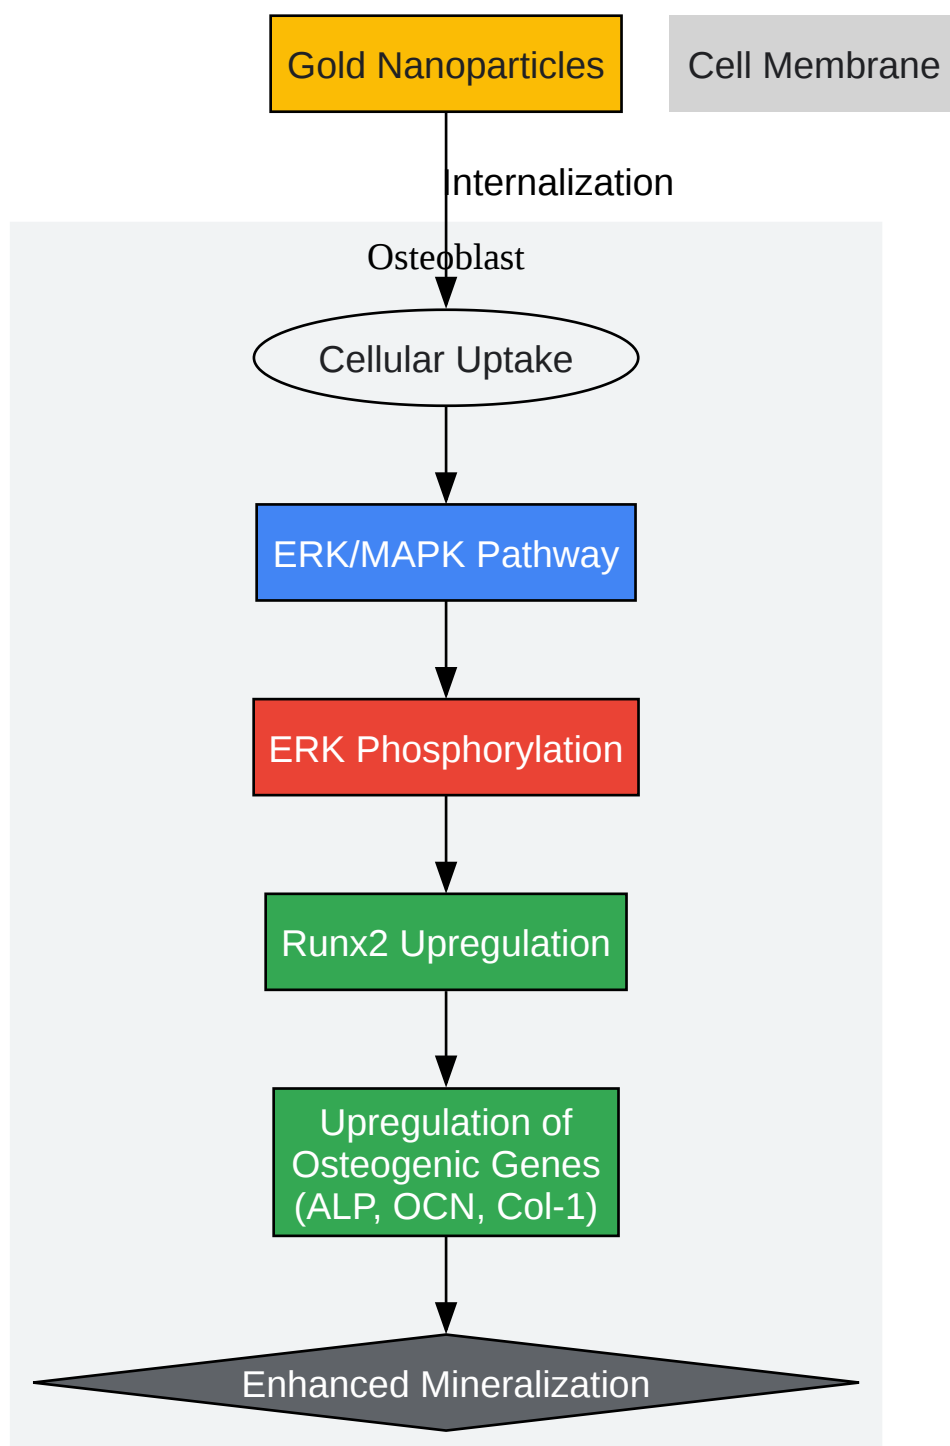 Gold Nanoparticles
Cell Membrane
Internalization
Osteoblast
Cellular Uptake
ERK/MAPK Pathway
ERK Phosphorylation
Runx2 Upregulation
Upregulation of
Osteogenic Genes
(ALP, OCN, Col-1)
Enhanced Mineralization